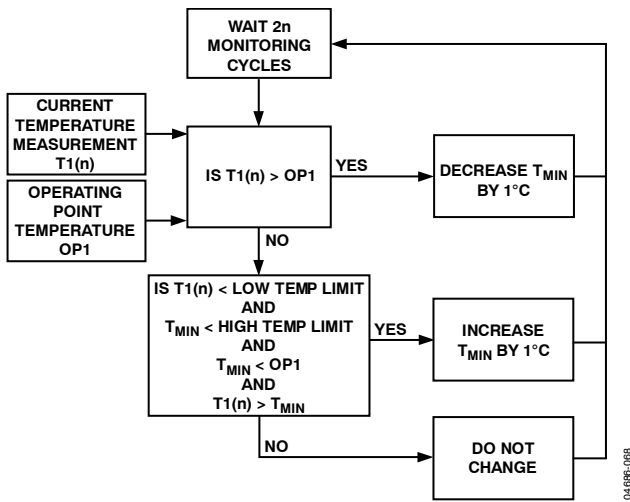 WAIT 2n
MONITORING
CYCLES
CURRENT
TEMPERATURE
MEASUREMENT
T1(n)
OPERATING
POINT
TEMPERATURE
OP1
IS T1(n) > OP1
YES
DECREASE TMIN
BY 1°C
NO
IS T1(n) < LOW TEMP LIMIT
AND
TMIN < HIGH TEMP LIMIT
AND
TMIN < OP1
AND
T1(n) > TMIN
YES
INCREASE
TMIN BY 1°C
NO
DO NOT
CHANGE
04686-068